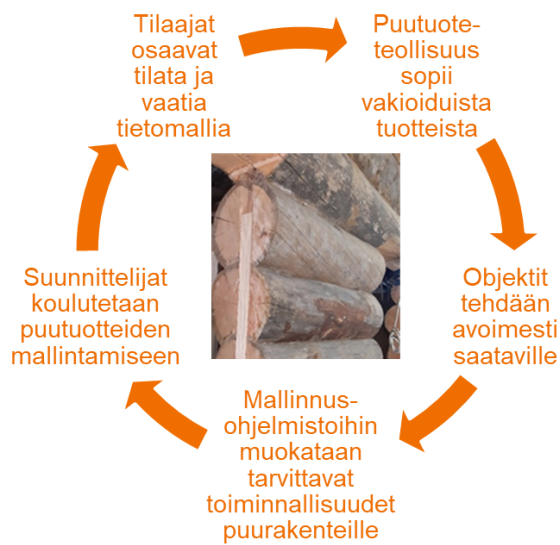 Tilaajat
osaavat
tilata ja
vaatia
tietomallia
Puutuote-
teollisuus
sopii
vakioiduista
tuotteista
Objektit
tehdään
avoimesti
saataville
Mallinnus-
ohjelmistoihin
muokataan
tarvittavat
toiminnallisuudet
puurakenteille
Suunnittelijat
koulutetaan
puutuotteiden
mallintamiseen